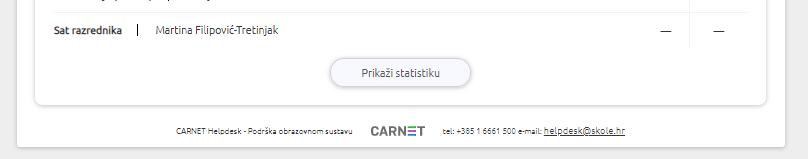 Sat razrednika | Martina Filipović-Tretinjak — —
Prikaži statistiku
CARNET Helpdesk - Podrška obrazovnom sustavu CARNET tel: +385 1 6661 500 e-mail: helpdesk@skole.hr